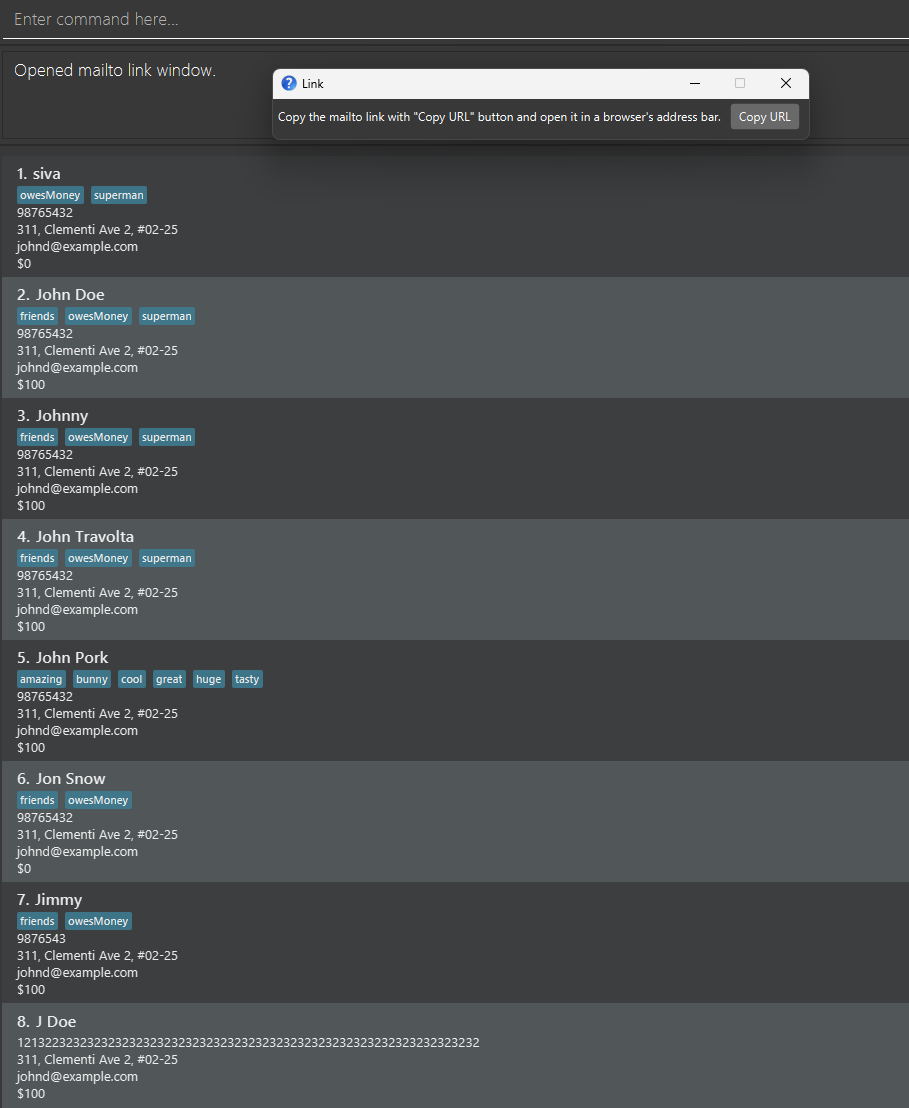 Enter command here...
Opened mailto link window.
Link
Copy the mailto link with "Copy URL" button and open it in a browser's address bar. Copy URL
1. siva
owesMoney superman
98765432
311, Clementi Ave 2, #02-25
johnd@example.com
$0
2. John Doe
friends owesMoney superman
98765432
311, Clementi Ave 2, #02-25
johnd@example.com
$100
3. Johnny
friends owesMoney superman
98765432
311, Clementi Ave 2, #02-25
johnd@example.com
$100
4. John Travolta
friends owesMoney superman
98765432
311, Clementi Ave 2, #02-25
johnd@example.com
$100
5. John Pork
amazing bunny cool great huge tasty
98765432
311, Clementi Ave 2, #02-25
johnd@example.com
$100
6. Jon Snow
friends owesMoney
98765432
311, Clementi Ave 2, #02-25
johnd@example.com
$0
7. Jimmy
friends owesMoney
9876543
311, Clementi Ave 2, #02-25
johnd@example.com
$100
8. J Doe
311, Clementi Ave 2, #02-25
johnd@example.com
$100